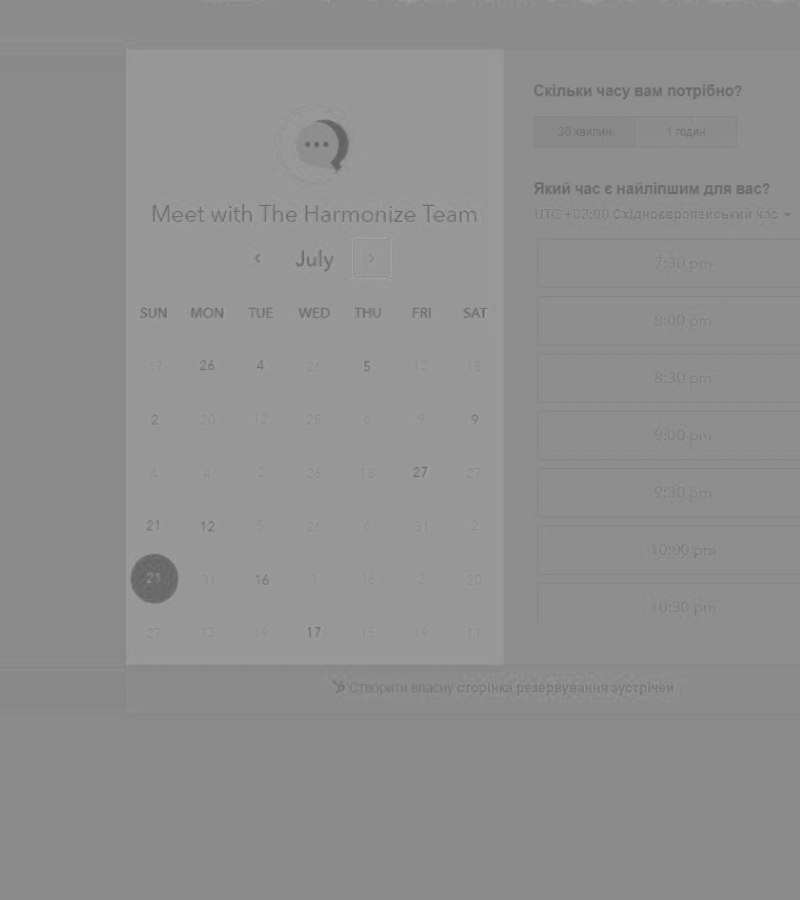 Meet with The Harmonize Team
July
SUN MON TUE WED THU FRI SAT
17 26 4 26 5 12 18
2 20 12 25 6 9 9
4 4 2 26 18 27 27
21 12 5 26 6 31 2
21 31 16 1 16 2 20
27 13 19 17 15 19 11
Скільки часу вам потрібно?
30 хвилин 1 годин
Який час є найліпшим для вас?
UTC +03:00 Східноєвропейський час
7:30 pm
8:00 pm
8:30 pm
9:00 pm
9:30 pm
10:00 pm
10:30 pm
Створити власну сторінка резервування зустрічей